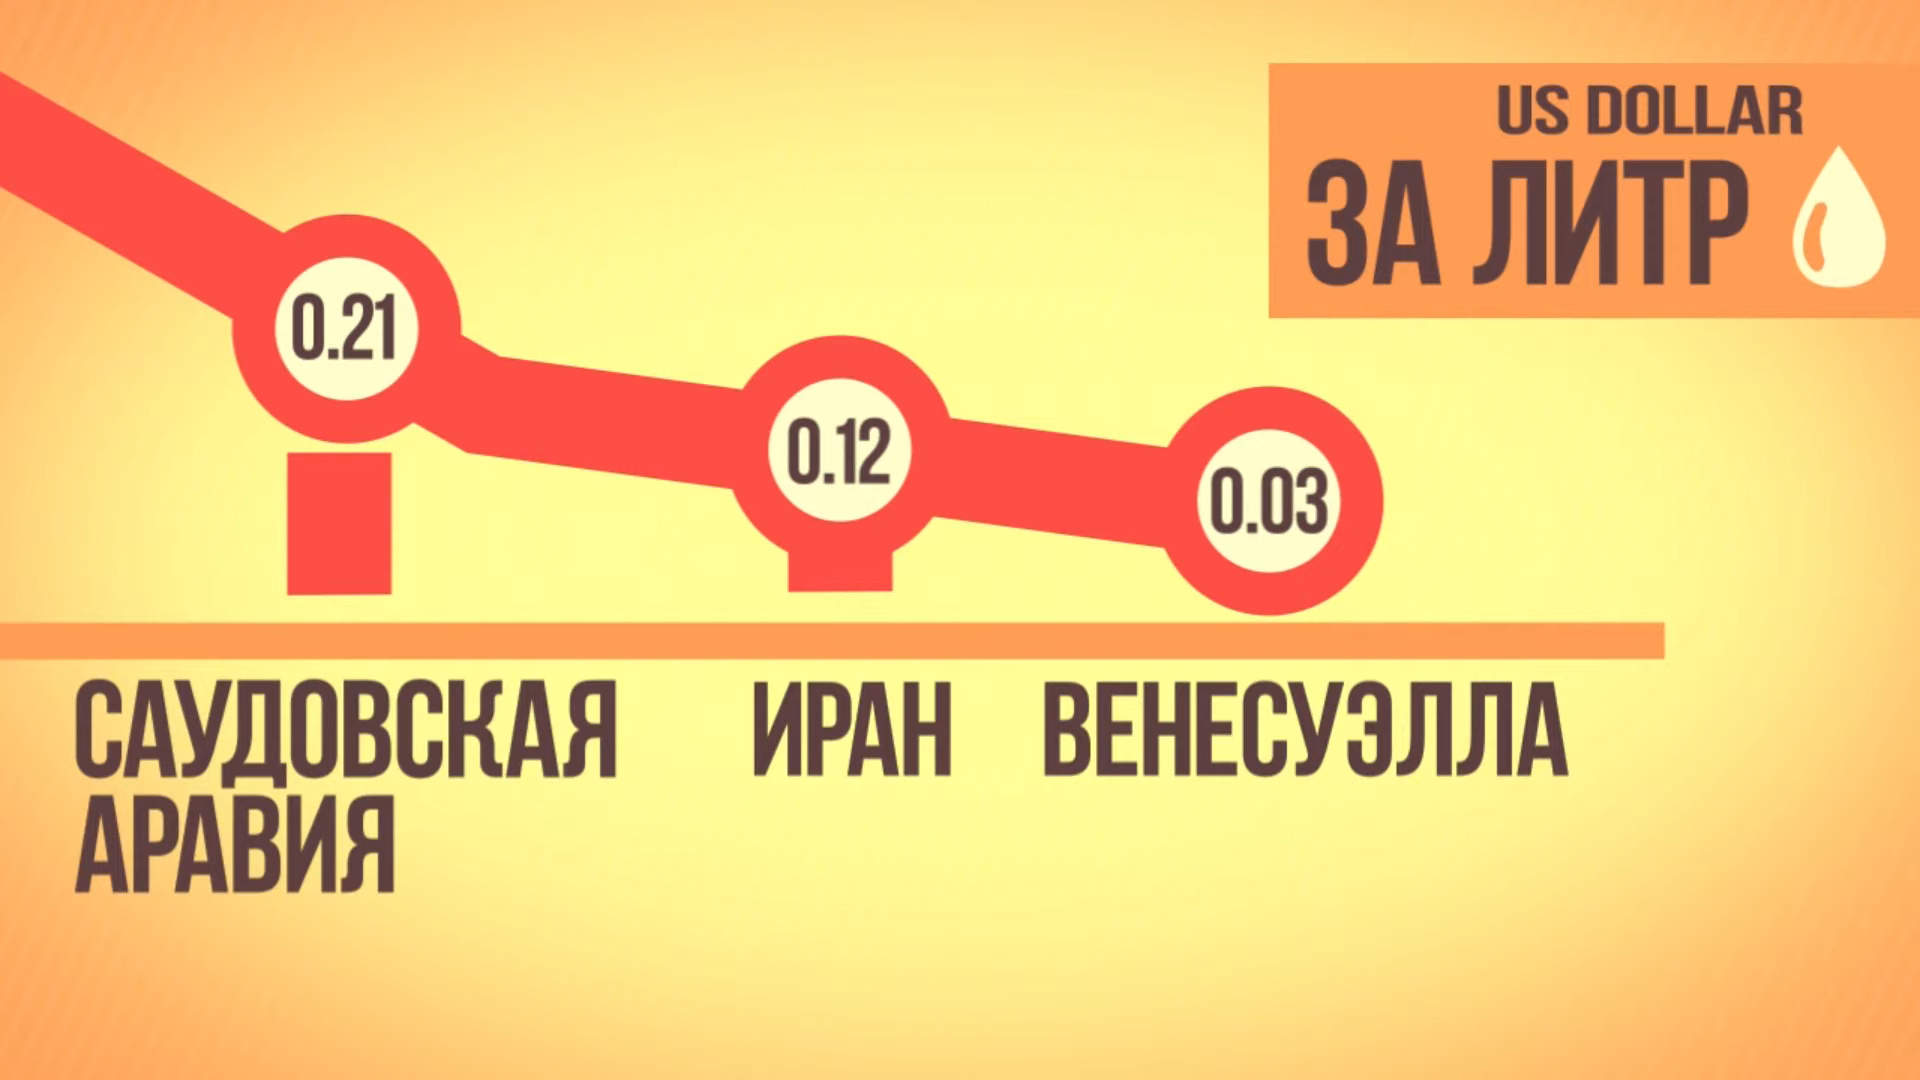 US DOLLAR
ЗА ЛИТР
0.21
0.12
0.03
САУДОВСКАЯ
АРАВИЯ
ИРАН
ВЕНЕСУЭЛЛА